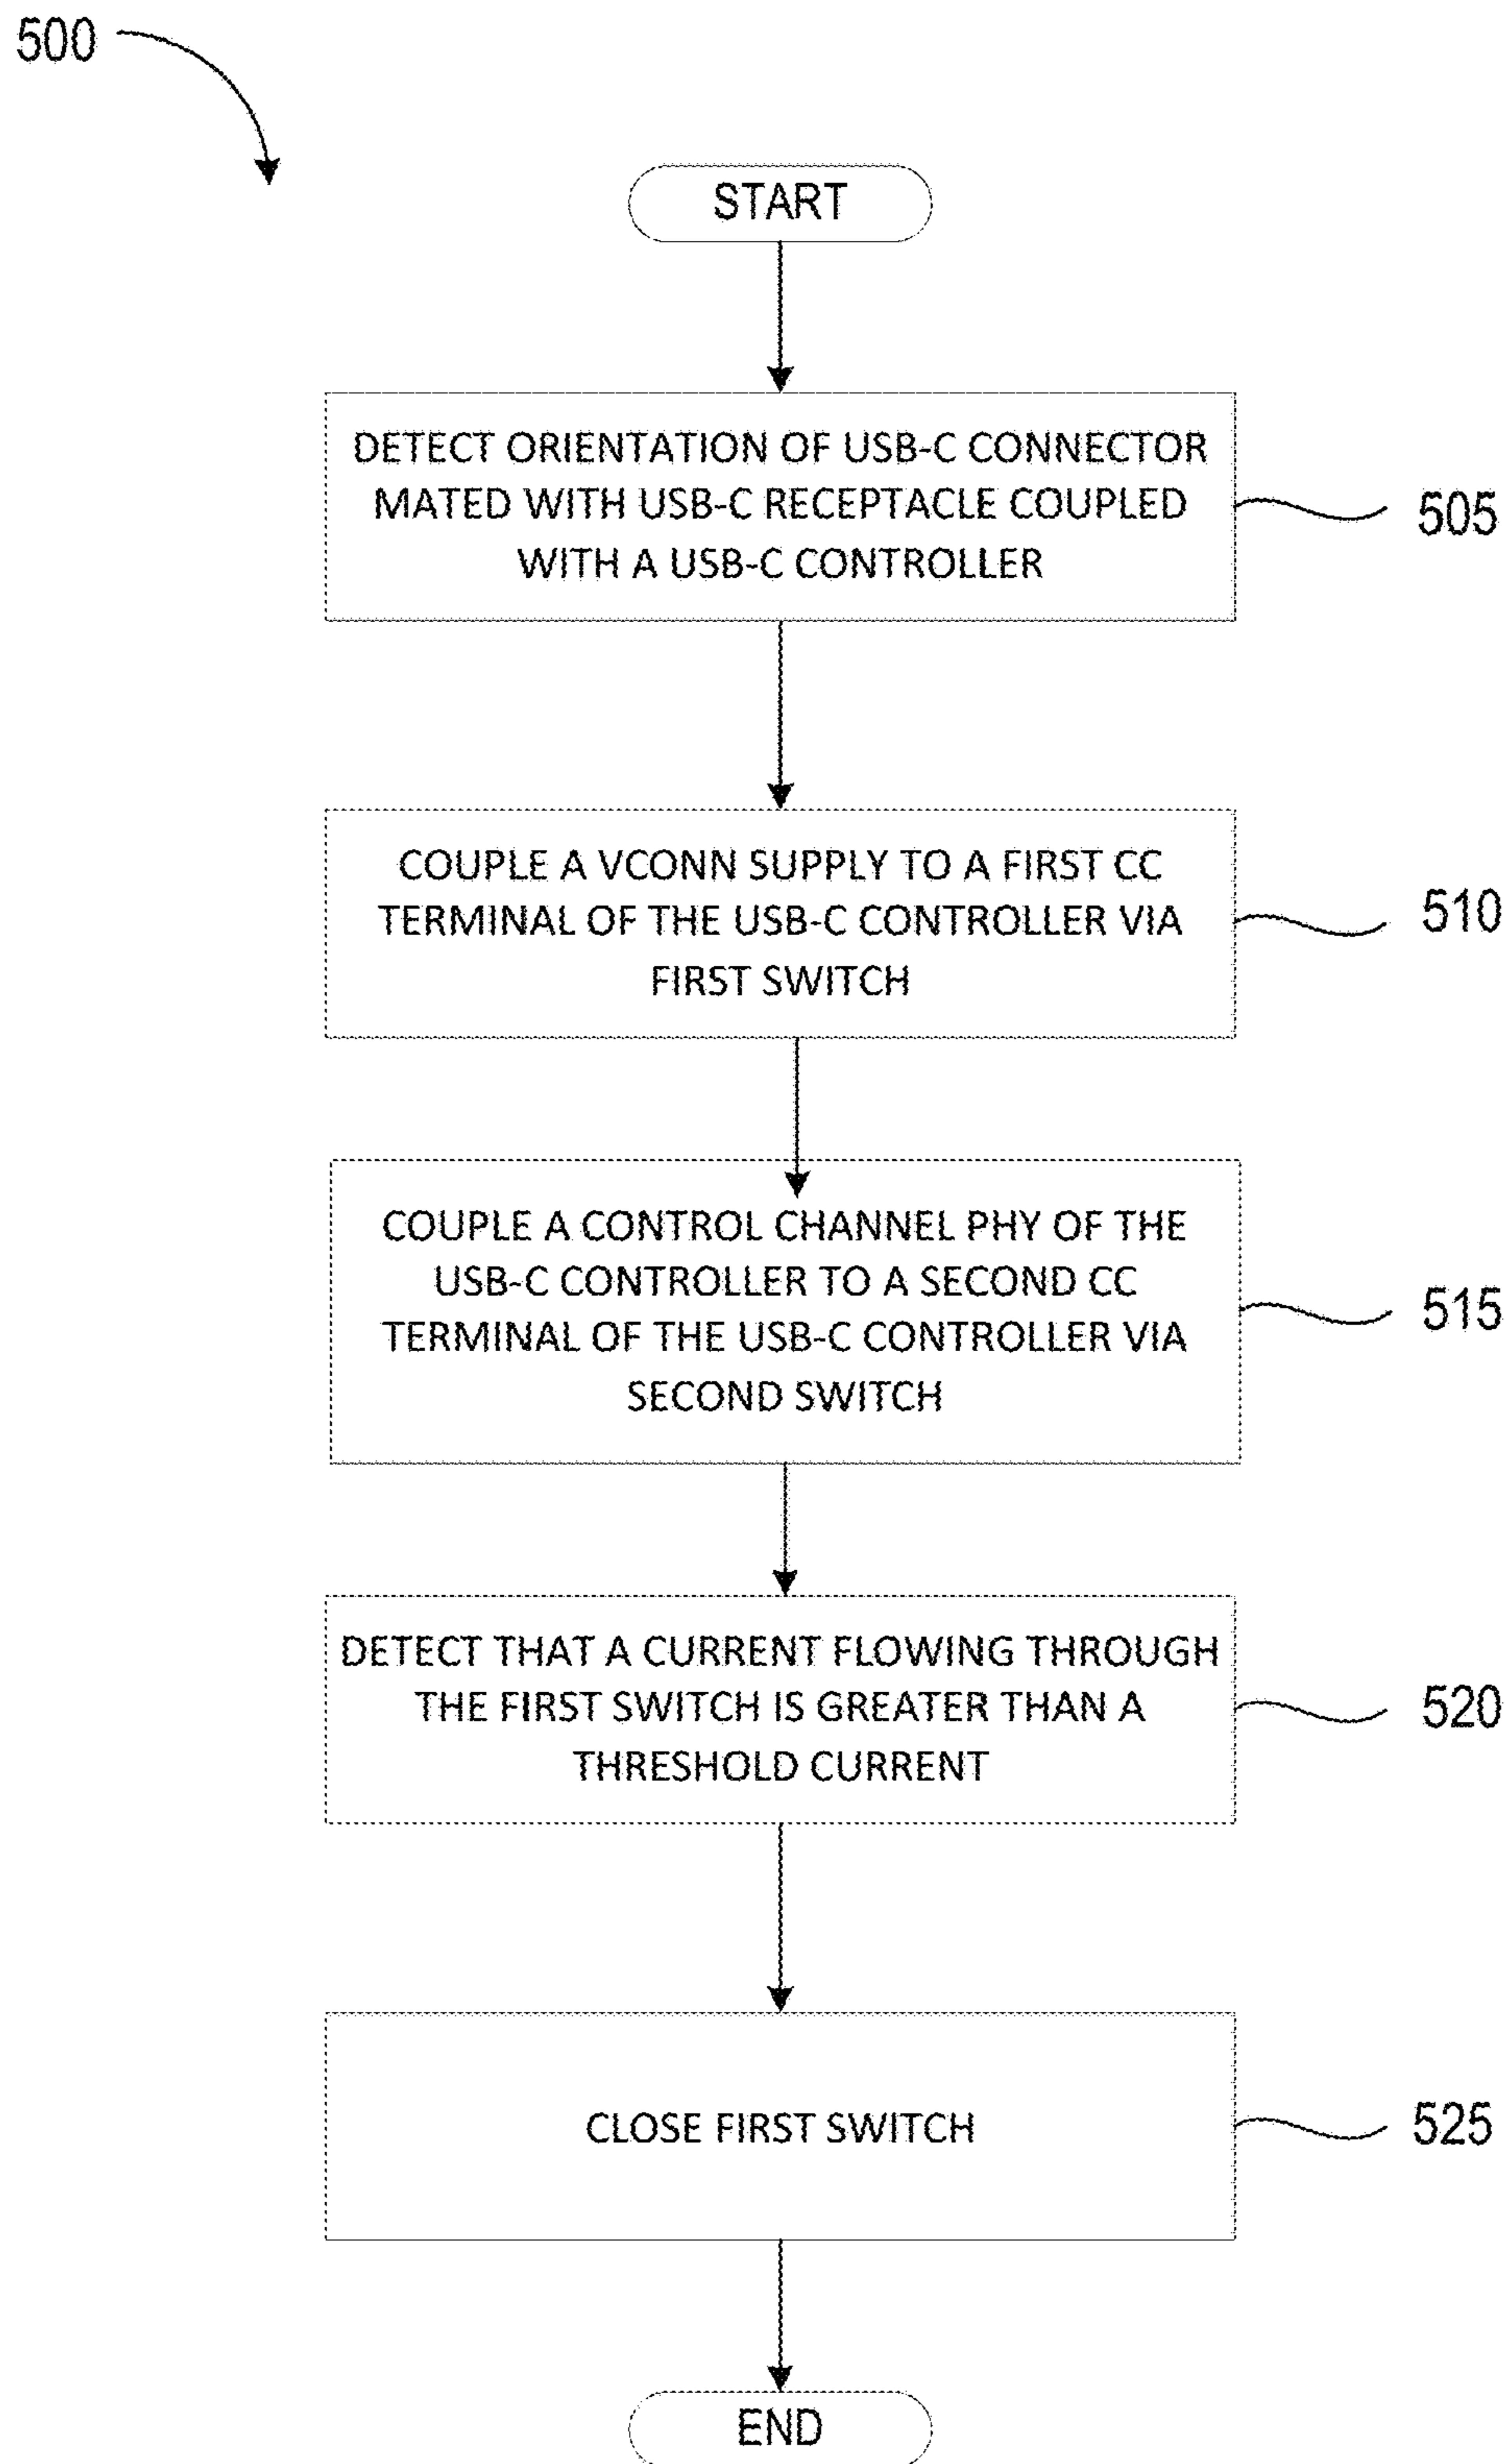 500
START
DETECT ORIENTATION OF USB-C CONNECTOR
MATED WITH USB-C RECEPTACLE COUPLED
WITH A USB-C CONTROLLER
505
COUPLE A VCONN SUPPLY TO A FIRST CC
TERMINAL OF THE USB-C CONTROLLER VIA
FIRST SWITCH
510
COUPLE A CONTROL CHANNEL PHY OF THE
USB-C CONTROLLER TO A SECOND CC
TERMINAL OF THE USB-C CONTROLLER VIA
SECOND SWITCH
515
DETECT THAT A CURRENT FLOWING THROUGH
THE FIRST SWITCH IS GREATER THAN A
THRESHOLD CURRENT
520
CLOSE FIRST SWITCH
525
END